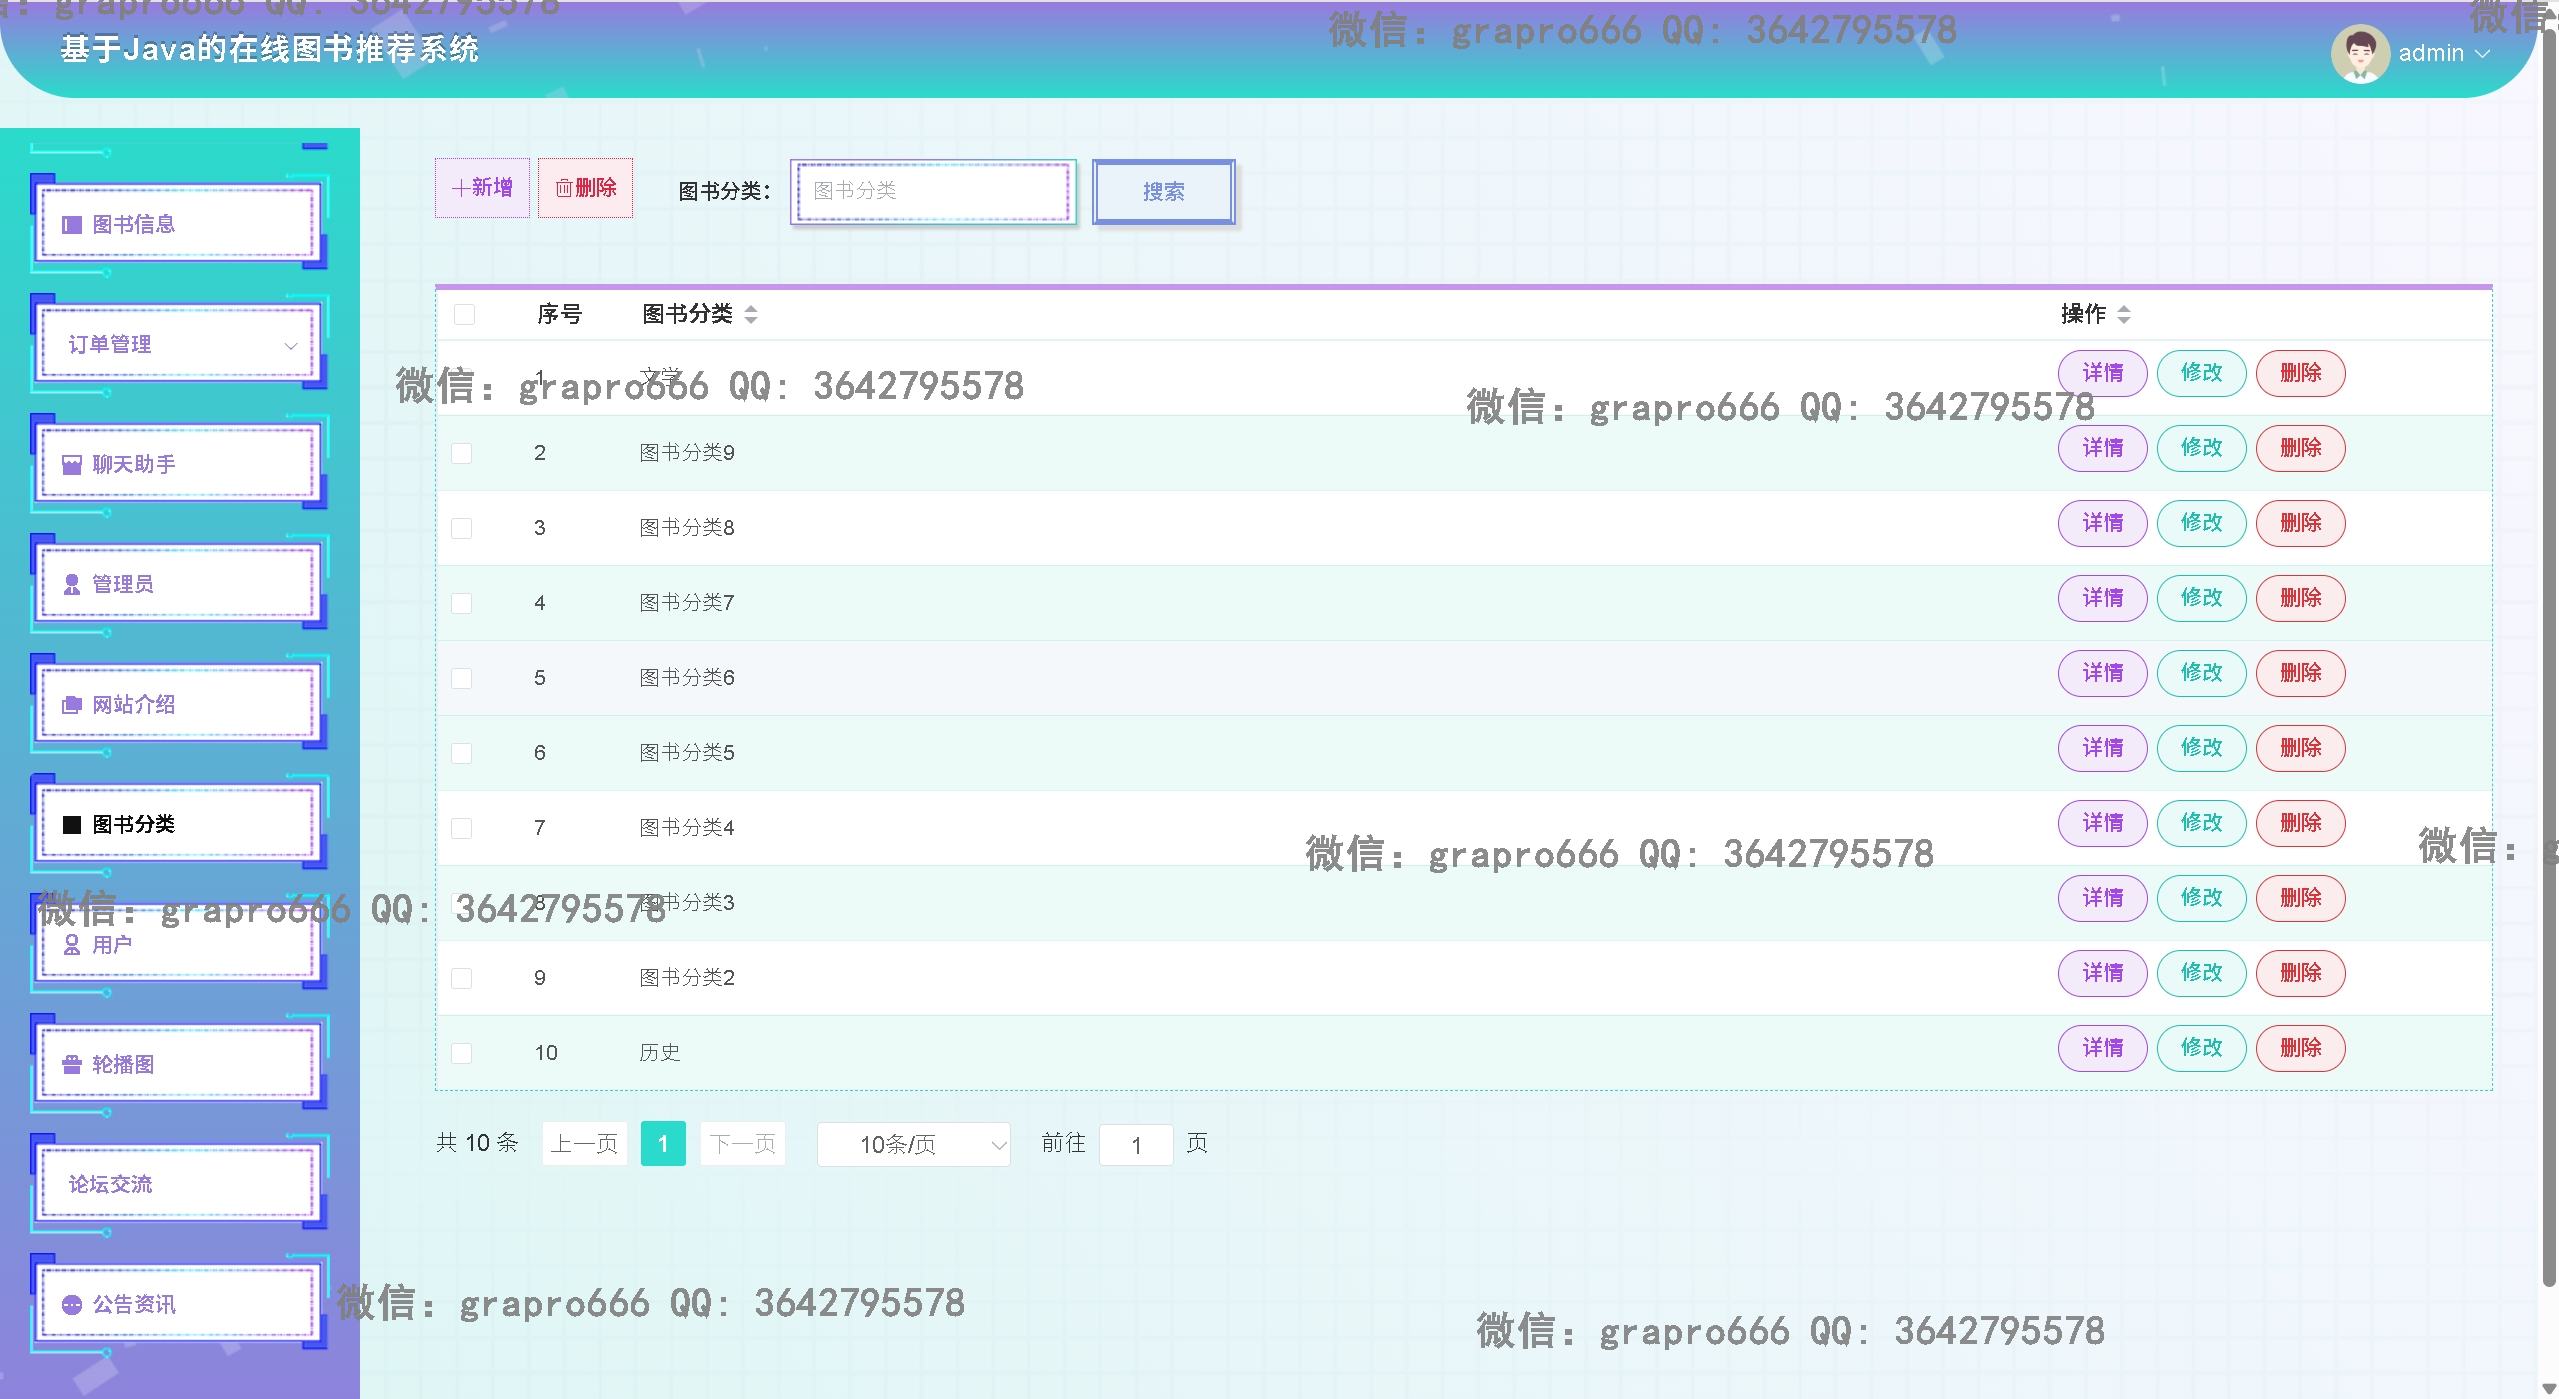 微信: grapro666 QQ: 3642795578
基于Java的在线图书推荐系统
微信: grapro666 QQ: 3642795578
微信:
admin
新增 删除 图书分类: 图书分类 搜索
图书信息
订单管理
聊天助手
管理员
网站介绍
图书分类
用户
轮播图
论坛交流
公告资讯
序号 图书分类 操作
1 文学 详情 修改 删除
微信: grapro666 QQ: 3642795578
微信: grapro666 QQ: 3642795578
2 图书分类9 详情 修改 删除
3 图书分类8 详情 修改 删除
4 图书分类7 详情 修改 删除
5 图书分类6 详情 修改 删除
6 图书分类5 详情 修改 删除
7 图书分类4 详情 修改 删除
微信: grapro666 QQ: 3642795578
微信: g
8 图书分类3 详情 修改 删除
微信: grapro666 QQ: 3642795578
9 图书分类2 详情 修改 删除
10 历史 详情 修改 删除
共 10 条 上一页 1 下一页 10条/页 前往 1 页
微信: grapro666 QQ: 3642795578
微信: grapro666 QQ: 3642795578